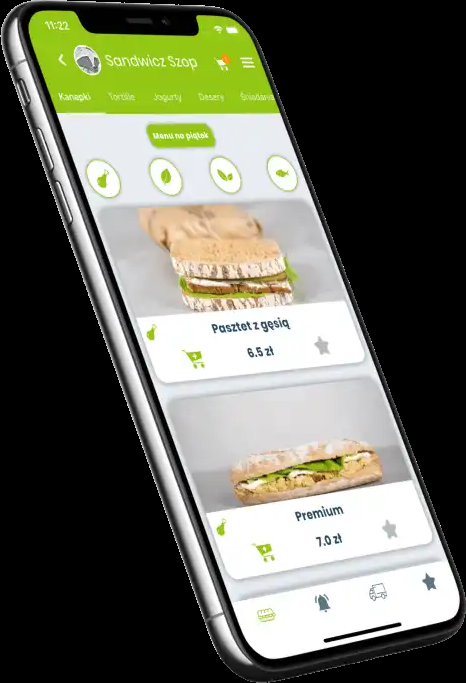 11:22
Sandwicz Szop
Kanapki Tortille Jogurty Desery Śniadania
Menu na piątek
Pasztet z gęsią
6.5 zł
Premium
7.0 zł